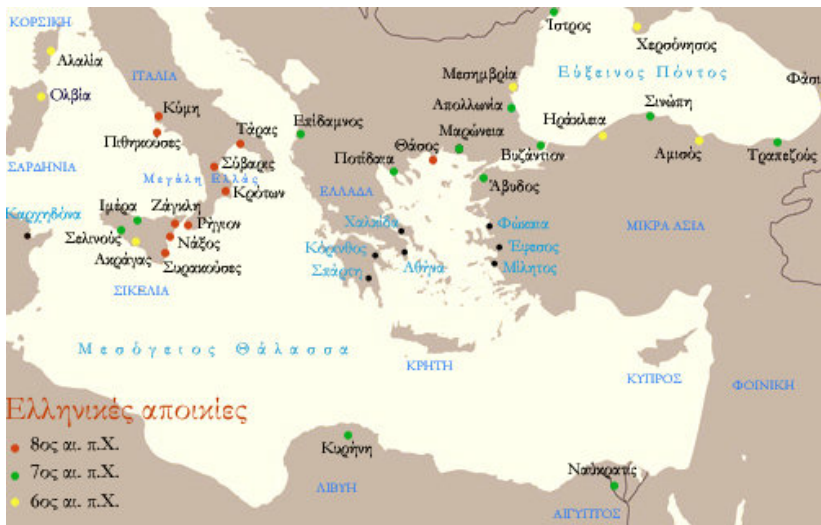 ΚΟΡΣΙΚΗ
Αλαλία
Ολβία
ΙΤΑΛΙΑ
Κύμη
Πιθηκούσες
ΣΑΡΔΗΝΙΑ
Τάρας
Σύβαρις
Μεγάλη Ελλάς
Κρότων
Επίδαμνος
Ίστρος
Χερσόνησος
Μεσημβρία
Εύξεινος Πόντος
Φάσι
Απολλωνία
Ηράκλεια
Σινώπη
Θάσος
Μαρώνεια
Ποτίδαια
Βυζάντιον
Αμισός
Τραπεζούς
ΕΛΛΑΔΑ
Άβυδος
Καρχηδόνα
Ιμέρα
Ζάγκλη
Ρήγιον
Σελινούς
Νάξος
Ακράγας
Συρακούσες
ΣΙΚΕΛΙΑ
Χαλκίδα
Φώκαια
ΜΙΚΡΑ ΑΣΙΑ
Κόρινθος
Έφεσος
Σπάρτη
Αθήνα
Μίλητος
Μεσόγειος Θάλασσα
ΚΡΗΤΗ
ΚΥΠΡΟΣ
ΦΟΙΝΙΚΗ
Ελληνικές αποικίες
8ος αι. π.Χ.
7ος αι. π.Χ.
6ος αι. π.Χ.
Κυρήνη
ΛΙΒΥΗ
Ναύκρατις
ΑΙΓΥΠΤΟΣ